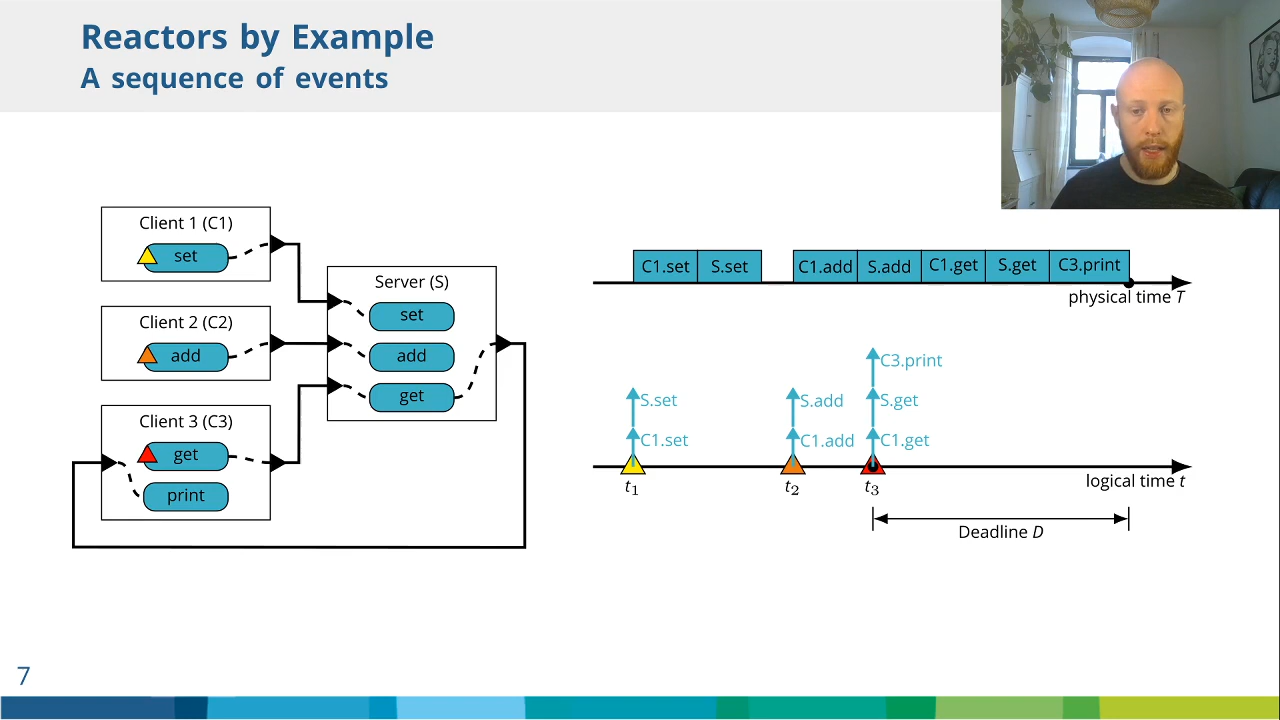 Reactors by Example
A sequence of events
Client 1 (C1)
set
Client 2 (C2)
add
Client 3 (C3)
get
print
Server (S)
set
add
get
C1.set S.set C1.add S.add C1.get S.get C3.print
physical time T
C3.print
S.set S.add S.get
C1.set C1.add C1.get
t1 t2 t3
logical time t
Deadline D
7